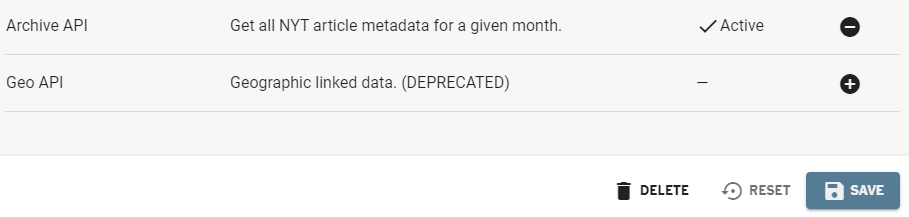 Archive API Get all NYT article metadata for a given month. Active
Geo API Geographic linked data. (DEPRECATED) –
DELETE RESET SAVE